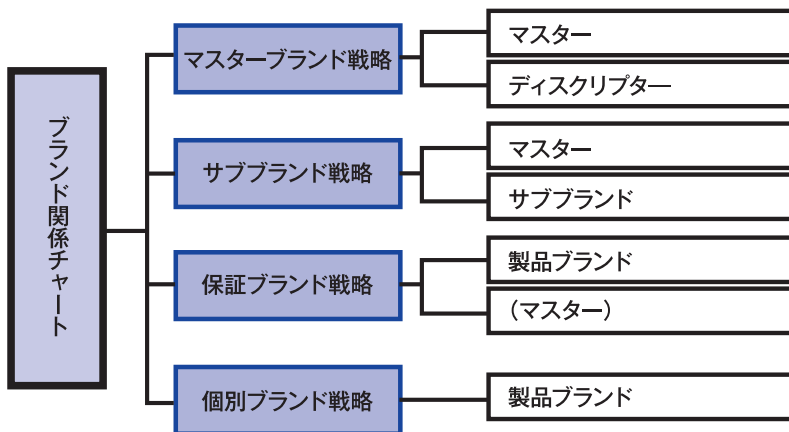 ブランド関係チャート
マスターブランド戦略
マスター
ディスクリプター
サブブランド戦略
マスター
サブブランド
保証ブランド戦略
製品ブランド
（マスター）
個別ブランド戦略
製品ブランド